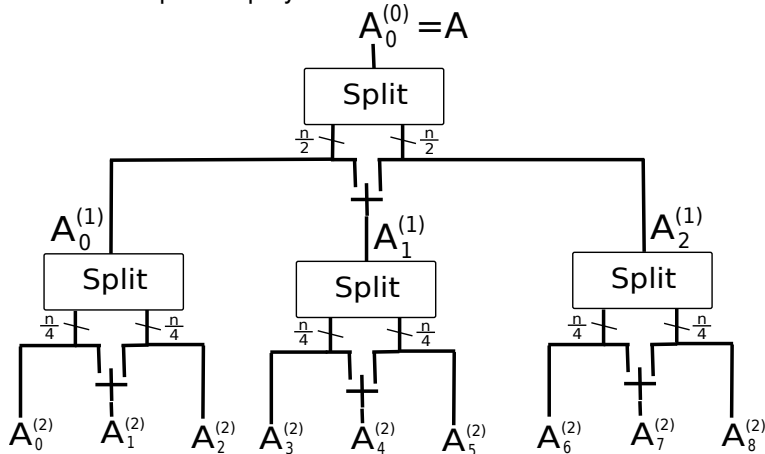 A_0^{(0)} = A
Split
n/2 n/2
+
A_0^{(1)} A_1^{(1)} A_2^{(1)}
Split Split Split
n/4 n/4 n/4 n/4 n/4 n/4
+ + +
A_0^{(2)} A_1^{(2)} A_2^{(2)} A_3^{(2)} A_4^{(2)} A_5^{(2)} A_6^{(2)} A_7^{(2)} A_8^{(2)}